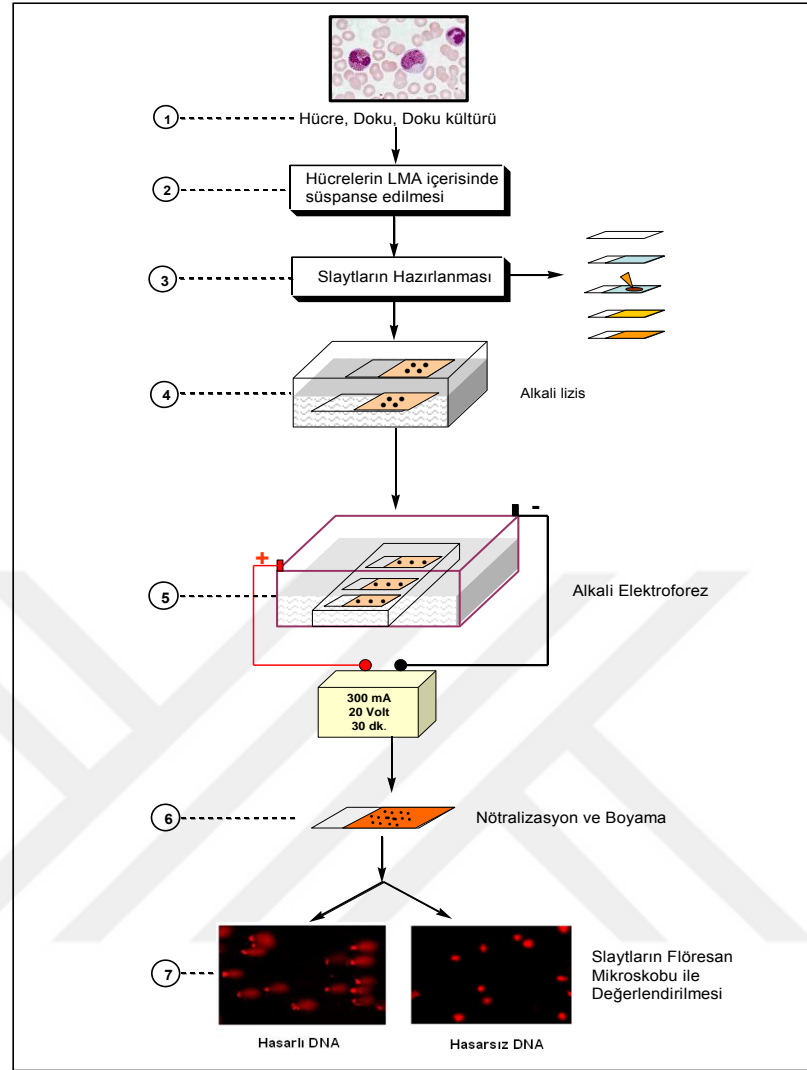 1
Hücre, Doku, Doku kültürü
2
Hücrelerin LMA içerisinde
süspanse edilmesi
3
Slaytların Hazırlanması
4
Alkali lizis
+
-
5
Alkali Elektroforez
300 mA
20 Volt
30 dk.
6
Nötralizasyon ve Boyama
7
Slaytların Flöresan
Mikroskobu ile
Değerlendirilmesi
Hasarlı DNA
Hasarsız DNA